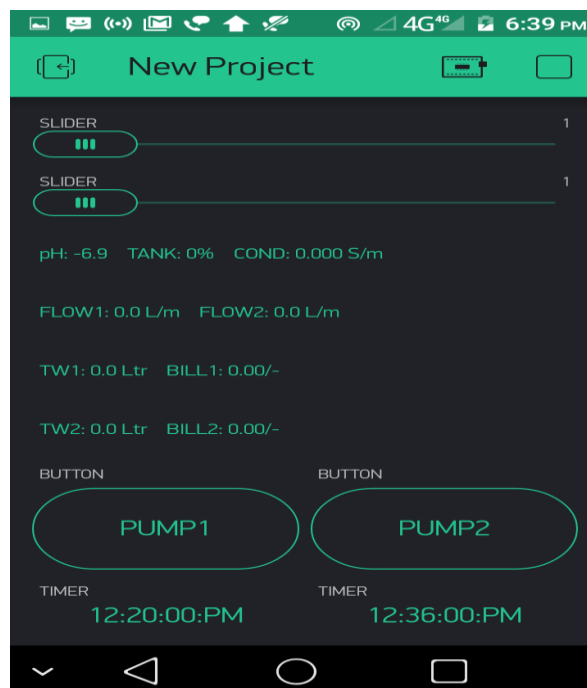 4G 4G 6:39 PM
New Project
SLIDER 1
SLIDER 1
pH: -6.9 TANK: 0% COND: 0.000 S/m
FLOW1: 0.0 L/m FLOW2: 0.0 L/m
TW1: 0.0 Ltr BILL1: 0.00/-
TW2: 0.0 Ltr BILL2: 0.00/-
BUTTON BUTTON
PUMP1 PUMP2
TIMER TIMER
12:20:00:PM 12:36:00:PM